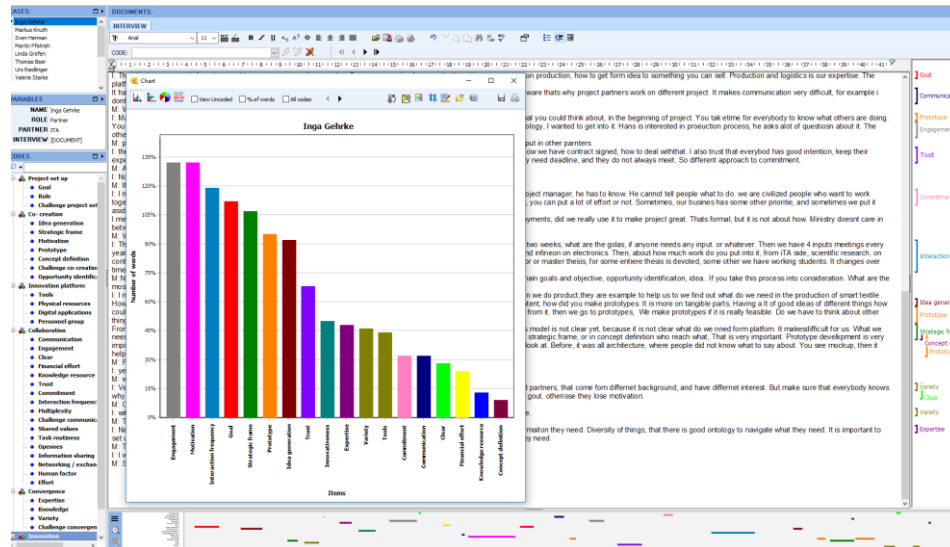 CASES:
Inga Gehrke
Markus Knuth
Sven Herman
Martin Pfatrah
Linda Grefen
Thomas Beer
Urs Riedlinger
Valerie Starke
VARIABLES
NAME Inga Gehrke
ROLE Partner
PARTNER ITA
INTERVIEW [DOCUMENT]
CODES
Project set up
Goal
Role
Challenge project set
Co- creation
Idea generation
Strategic frame
Motivation
Prototype
Concept definition
Challenge co-creation
Opportunity identific
Innovation platform
Tools
Physical resources
Digital applications
Personnel group
Collaboration
Communication
Engagement
Clear
Financial effort
Knowledge resource
Trust
Commitment
Interaction frequenc
Multiplexity
Challenge communic
Shared values
Task routiness
Opennes
Information sharing
Networking / exchan
Human factor
Effort
Convergence
Expertise
Knowledge
Variety
Challenge convergen
Innovation
DOCUMENTS:
INTERVIEW
Arial
11
CODE:
Chart
View Uncoded
% of words
All codes
Inga Gehrke
Number of words
135%
120%
105%
90%
75%
60%
45%
30%
15%
0%
Engagement
Motivation
Interaction frequency
Goal
Strategic frame
Prototype
Idea generation
Trust
Innovativeness
Expertise
Variety
Tools
Commitment
Communication
Clear
Financial effort
Knowledge resource
Concept definition
Items
on production, how to get form idea to something you can sell. Production and logistics is our expertise. The
ware thats why project partners work on different project. It makes communication very difficult, for example i
hat you could think about, in the beginning of project. You tak etime for everybody to know what others are doing.
ology, I wanted to get into it. Hans is interested in proeuction process, he asks alot of question about it. The
put in other parnters
ow we have contract signed, how to deal withthat. I also trust that everybod has good intention, keep their
y need deadline, and they do not always meet. So different approach to commitment.
oject manager, he has to know. He cannot tell people what to do. we are civilized people who want to work
, you can put a lot of effort or not. Sometimes, our busines has some other prioritie, and sometimes we put it
yments, did we really use it to make project great. Thats formal, but it is not about how. Ministry doesnt care in
two weeks, what are the golas, if anyone needs any input. or whatever. Then we have 4 inputs meetings every
nd infineon on electronics. Then, about how much work do you put into it, from iTA side, scientific research, on
or or master thesis, for some entiere thesis is devoted, some other we have working students. It changes over
ain goals and objective, opportunity identificaiton, idea.. If you take this process into consideration. What are the
m we do product,they are example to help us to we find out what do we need in the production of smart textile
tent, how did you make prototypes. It is more on tangible parts, Having a lt of good ideas of different things how
from it. then we go to prototypes, We make prototypes if it is really feasible. Do we have to think about other
s model is not clear yet, because it is not clear what do we nned form platform. It makesdifficult for us. What we
strategic frame, or in concept definition who reach what, That is very important. Prototype develkpment is very
look at. Before, it was all architecture, where people did not know what to say about. You see mockup, then it
t partners, that come forn differnet background, and have differnet interest. But make sure that everybody knows
gout. otherisse they lose motivation.
e.
rmaiton they need. Diversity of things, that there is good ontology to navigate what they need. It is important to
y need.
Goal
Communica
Prototype
Engageme
Trust
Commitme
Interaction
Idea gener
Prototype
Strategic fr
Concept
Prototy
Variety
Clear
Variety
Expertise